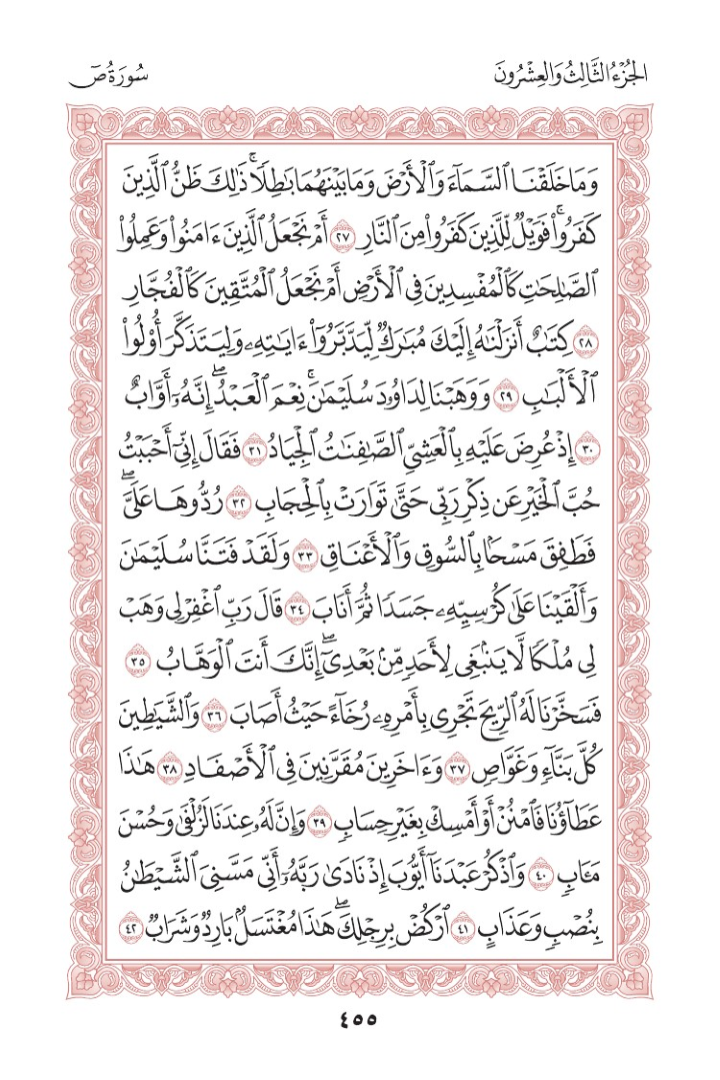 الجُزْءُ الثَّالِثُ وَالعِشْرُونَ
سُورَةُ صٓ
وَمَا خَلَقْنَا ٱلسَّمَآءَ وَٱلْأَرْضَ وَمَا بَيْنَهُمَا بَٰطِلًا ۚ ذَٰلِكَ ظَنُّ ٱلَّذِينَ
كَفَرُوا۟ ۚ فَوَيْلٌ لِّلَّذِينَ كَفَرُوا۟ مِنَ ٱلنَّارِ ٢٧ أَمْ نَجْعَلُ ٱلَّذِينَ ءَامَنُوا۟ وَعَمِلُوا۟
ٱلصَّٰلِحَٰتِ كَٱلْمُفْسِدِينَ فِى ٱلْأَرْضِ أَمْ نَجْعَلُ ٱلْمُتَّقِينَ كَٱلْفُجَّارِ
٢٨ كِتَٰبٌ أَنزَلْنَٰهُ إِلَيْكَ مُبَٰرَكٌ لِّيَدَّبَّرُوٓا۟ ءَايَٰتِهِۦ وَلِيَتَذَكَّرَ أُو۟لُوا۟
ٱلْأَلْبَٰبِ ٢٩ وَوَهَبْنَا لِدَاوُۥدَ سُلَيْمَٰنَ ۚ نِعْمَ ٱلْعَبْدُ ۖ إِنَّهُۥٓ أَوَّابٌ
٣٠ إِذْ عُرِضَ عَلَيْهِ بِٱلْعَشِىِّ ٱلصَّٰفِنَٰتُ ٱلْجِيَادُ ٣١ فَقَالَ إِنِّىٓ أَحْبَبْتُ
حُبَّ ٱلْخَيْرِ عَن ذِكْرِ رَبِّى حَتَّىٰ تَوَارَتْ بِٱلْحِجَابِ ٣٢ رُدُّوهَا عَلَىَّ ۖ
فَطَفِقَ مَسْحًۢا بِٱلسُّوقِ وَٱلْأَعْنَاقِ ٣٣ وَلَقَدْ فَتَنَّا سُلَيْمَٰنَ
وَأَلْقَيْنَا عَلَىٰ كُرْسِيِّهِۦ جَسَدًا ثُمَّ أَنَابَ ٣٤ قَالَ رَبِّ ٱغْفِرْ لِى وَهَبْ
لِى مُلْكًا لَّا يَنۢبَغِى لِأَحَدٍ مِّنۢ بَعْدِىٓ ۖ إِنَّكَ أَنتَ ٱلْوَهَّابُ ٣٥
فَسَخَّرْنَا لَهُ ٱلرِّيحَ تَجْرِى بِأَمْرِهِۦ رُخَآءً حَيْثُ أَصَابَ ٣٦ وَٱلشَّيَٰطِينَ
كُلَّ بَنَّآءٍ وَغَوَّاصٍ ٣٧ وَءَاخَرِينَ مُقَرَّنِينَ فِى ٱلْأَصْفَادِ ٣٨ هَٰذَا
عَطَآؤُنَا فَٱمْنُنْ أَوْ أَمْسِكْ بِغَيْرِ حِسَابٍ ٣٩ وَإِنَّ لَهُۥ عِندَنَا لَزُلْفَىٰ وَحُسْنَ
مَـَٔابٍ ٤٠ وَٱذْكُرْ عَبْدَنَآ أَيُّوبَ إِذْ نَادَىٰ رَبَّهُۥٓ أَنِّى مَسَّنِىَ ٱلشَّيْطَٰنُ
بِنُصْبٍ وَعَذَابٍ ٤١ ٱرْكُضْ بِرِجْلِكَ ۖ هَٰذَا مُغْتَسَلٌۢ بَارِدٌ وَشَرَابٌ ٤٢
٤٥٥